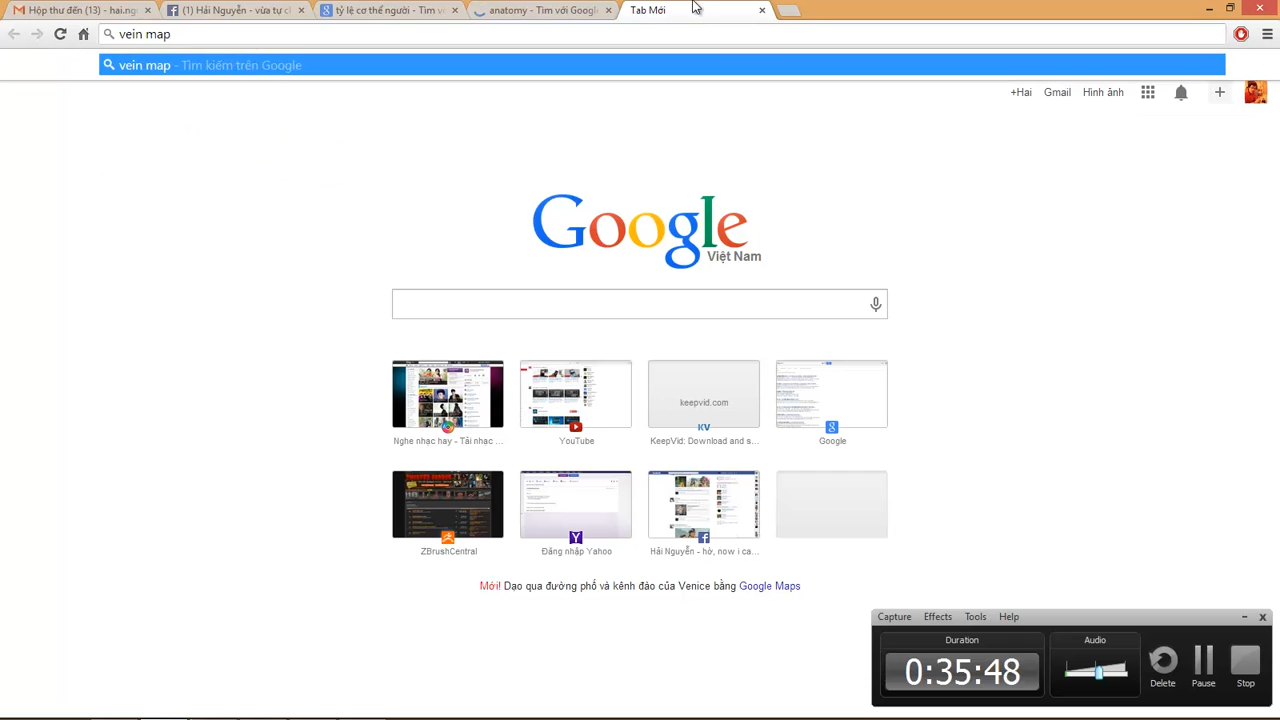 Hộp thư đến (13) - hai.ng
(1) Hải Nguyễn - vừa tự c
tỷ lệ cơ thể người - Tìm vớ
anatomy - Tìm với Google
Tab Mới
vein map
vein map - Tìm kiếm trên Google
+Hai Gmail Hình ảnh
Google
Việt Nam
keepvid.com
Nghe nhạc hay - Tải nhạc ...
YouTube
KeepVid: Download and s...
Google
ZBrushCentral
Đăng nhập Yahoo
Hải Nguyễn - hờ, now i ca...
Mới! Dạo qua đường phố và kênh đào của Venice bằng Google Maps
Capture Effects Tools Help
Duration
Audio
0:35:48
Delete
Pause
Stop